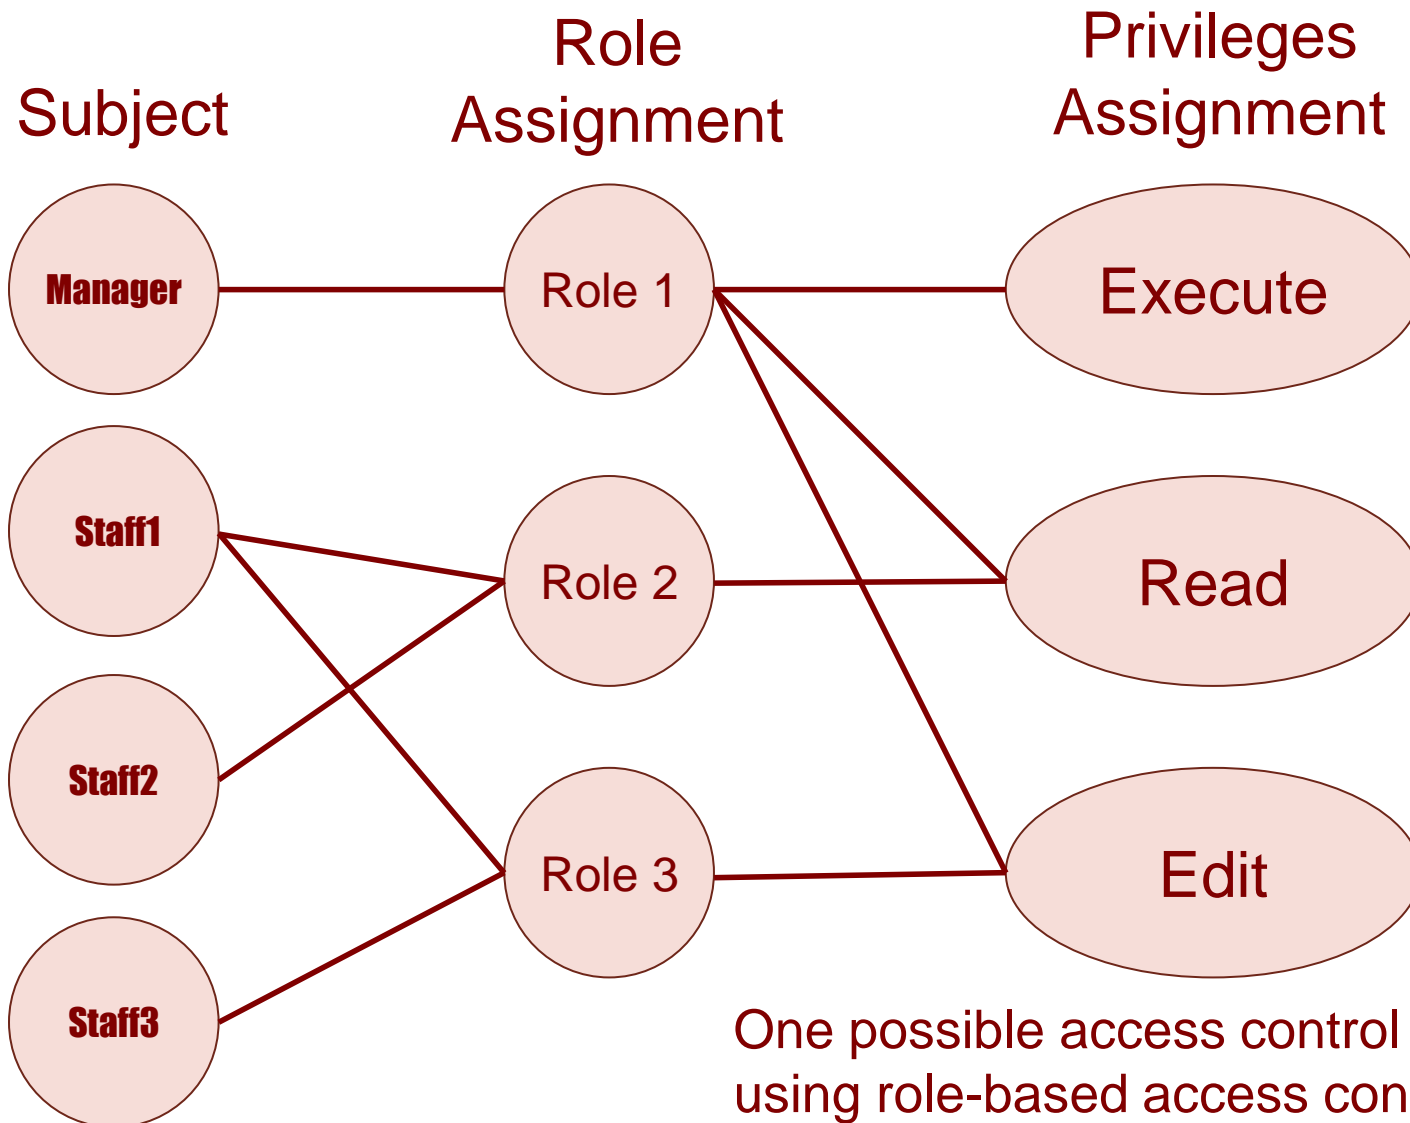 Subject
Role
Assignment
Privileges
Assignment
Manager
Role 1
Execute
Staff1
Role 2
Read
Staff2
Role 3
Edit
Staff3
One possible access control
using role-based access con